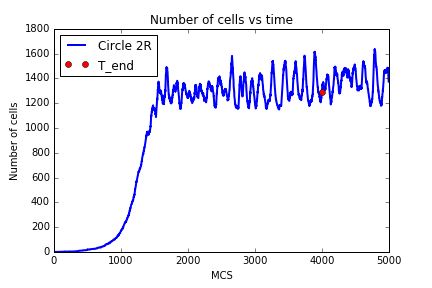 Number of cells vs time
Circle 2R
T_end
Number of cells
1800
1600
1400
1200
1000
800
600
400
200
0
0 1000 2000 3000 4000 5000
MCS